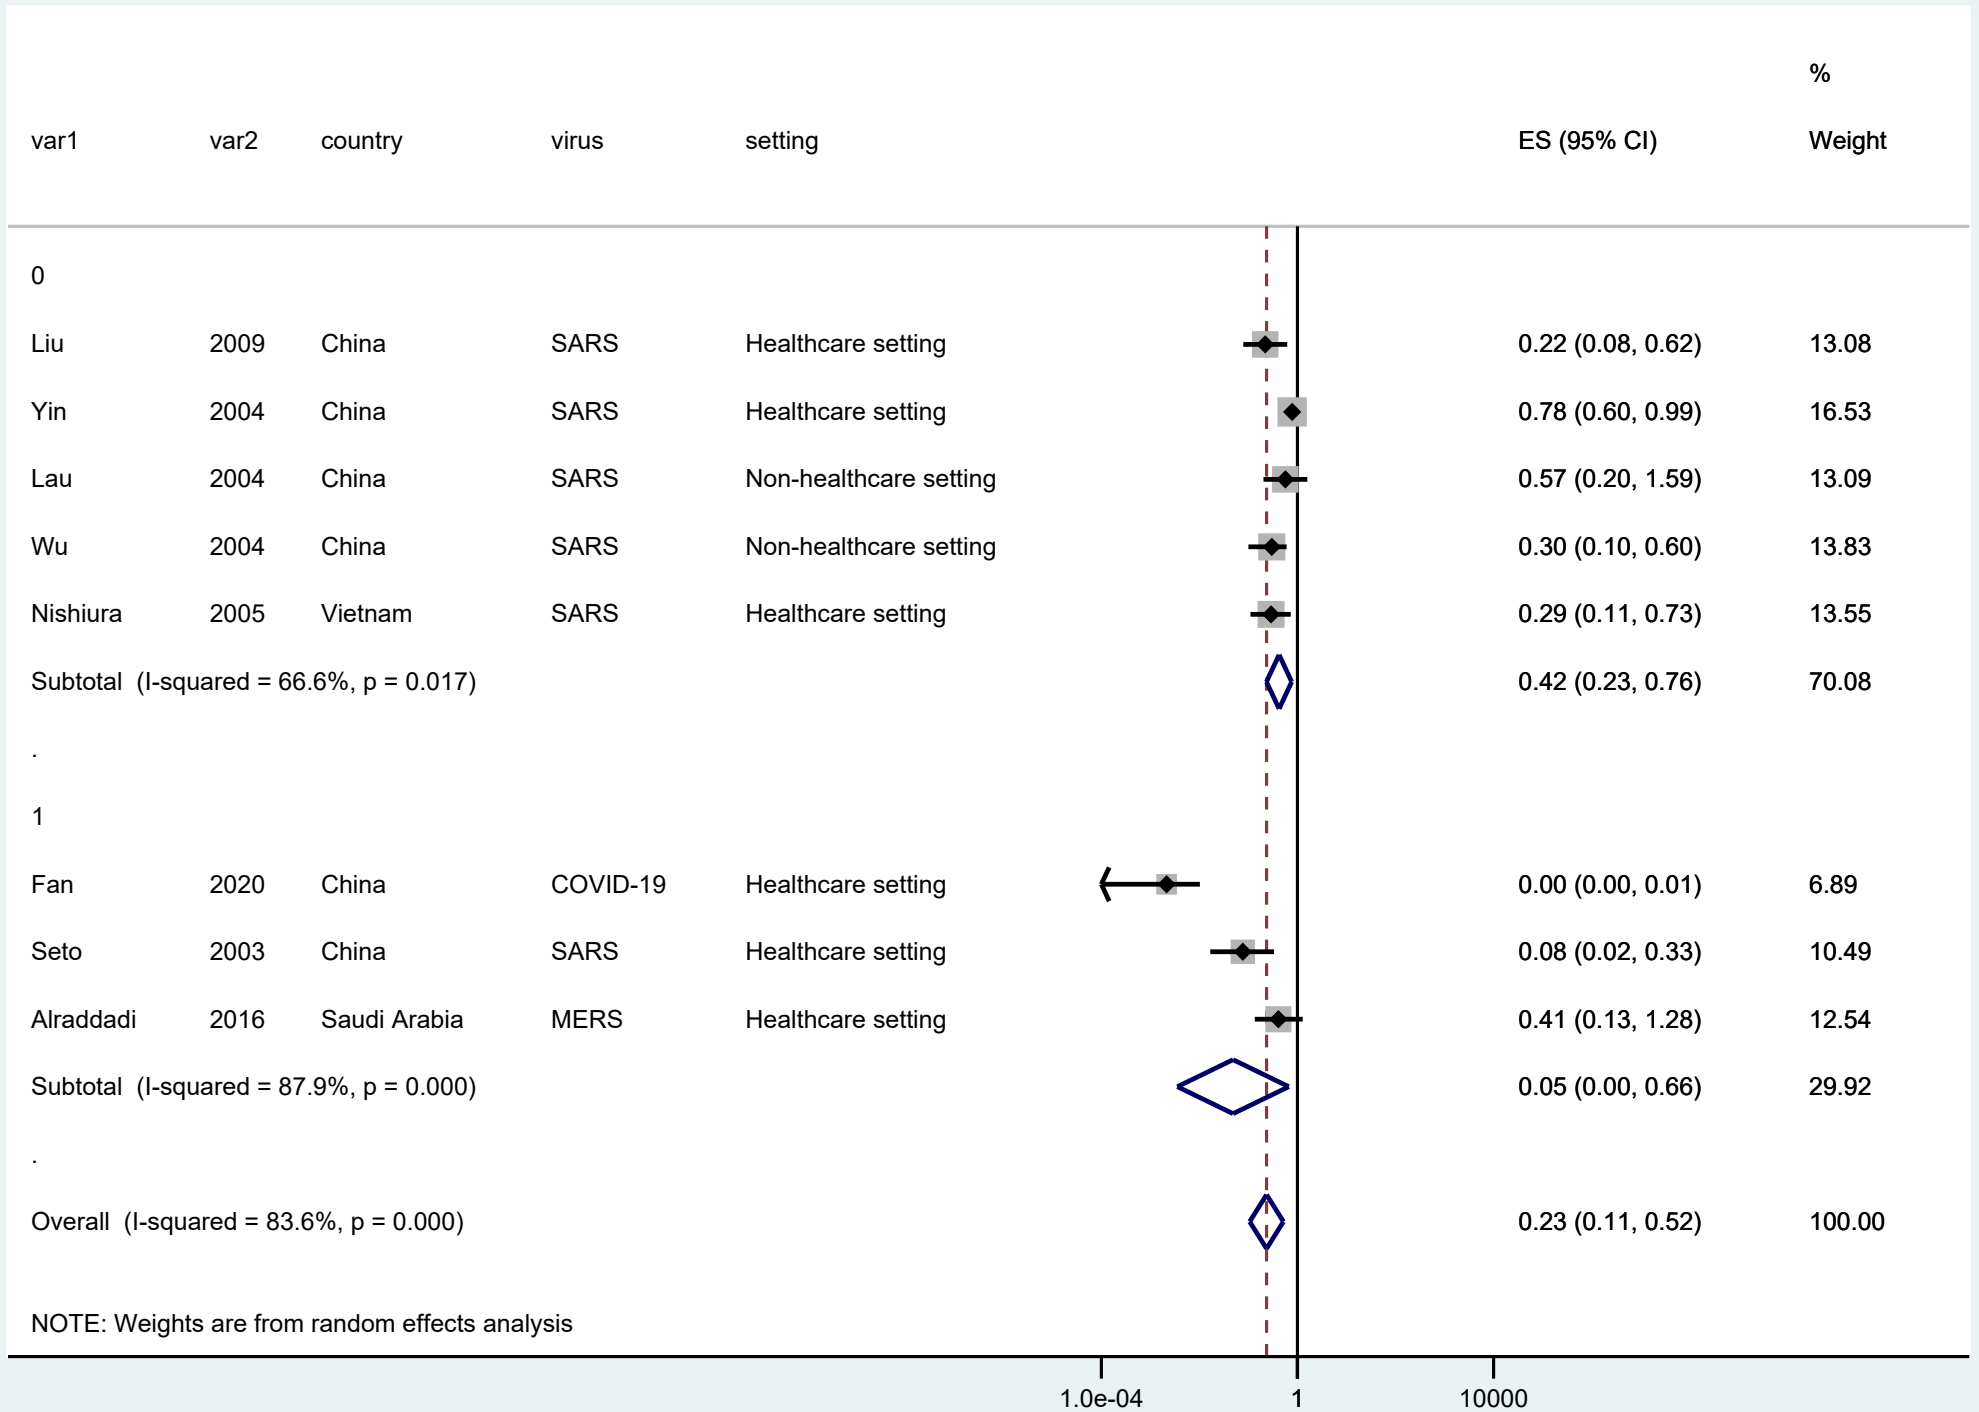 %
var1 var2 country virus setting ES (95% CI) Weight
0
Liu 2009 China SARS Healthcare setting 0.22 (0.08, 0.62) 13.08
Yin 2004 China SARS Healthcare setting 0.78 (0.60, 0.99) 16.53
Lau 2004 China SARS Non-healthcare setting 0.57 (0.20, 1.59) 13.09
Wu 2004 China SARS Non-healthcare setting 0.30 (0.10, 0.60) 13.83
Nishiura 2005 Vietnam SARS Healthcare setting 0.29 (0.11, 0.73) 13.55
Subtotal (I-squared = 66.6%, p = 0.017) 0.42 (0.23, 0.76) 70.08
.
1
Fan 2020 China COVID-19 Healthcare setting 0.00 (0.00, 0.01) 6.89
Seto 2003 China SARS Healthcare setting 0.08 (0.02, 0.33) 10.49
Alraddadi 2016 Saudi Arabia MERS Healthcare setting 0.41 (0.13, 1.28) 12.54
Subtotal (I-squared = 87.9%, p = 0.000) 0.05 (0.00, 0.66) 29.92
.
Overall (I-squared = 83.6%, p = 0.000) 0.23 (0.11, 0.52) 100.00
NOTE: Weights are from random effects analysis
1.0e-04 1 10000